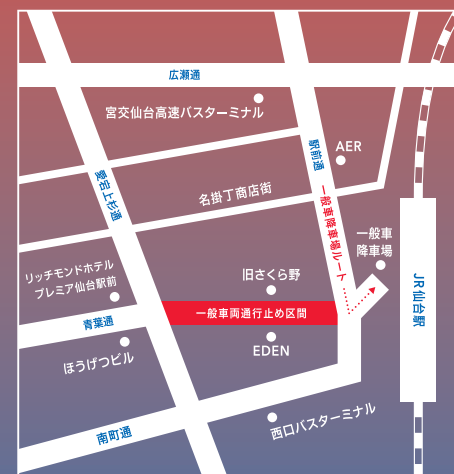 広瀬通
宮交仙台高速バスターミナル
駅前通
AER
愛宕上杉通
名掛丁商店街
一般車降車場ルート
一般車
降車場
リッチモンドホテル
プレミア仙台駅前
旧さくら野
JR仙台駅
青葉通
一般車両通行止め区間
ほうげつビル
EDEN
南町通
西口バスターミナル